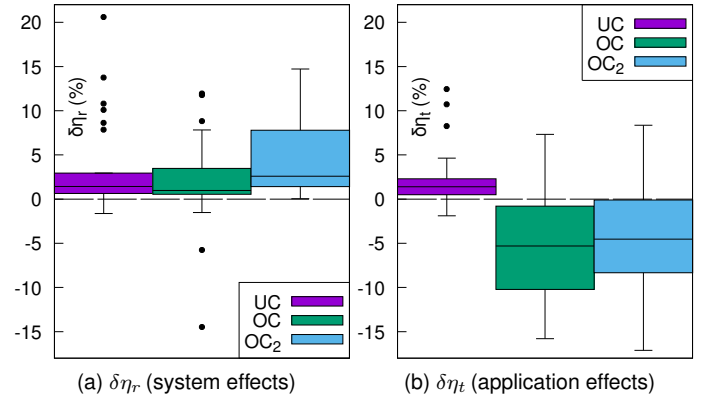 20
15
10
5
0
-5
-10
-15
δηr (%)
UC
OC
OC2
(a) δηr (system effects)
20
15
10
5
0
-5
-10
-15
δηt (%)
UC
OC
OC2
(b) δηt (application effects)